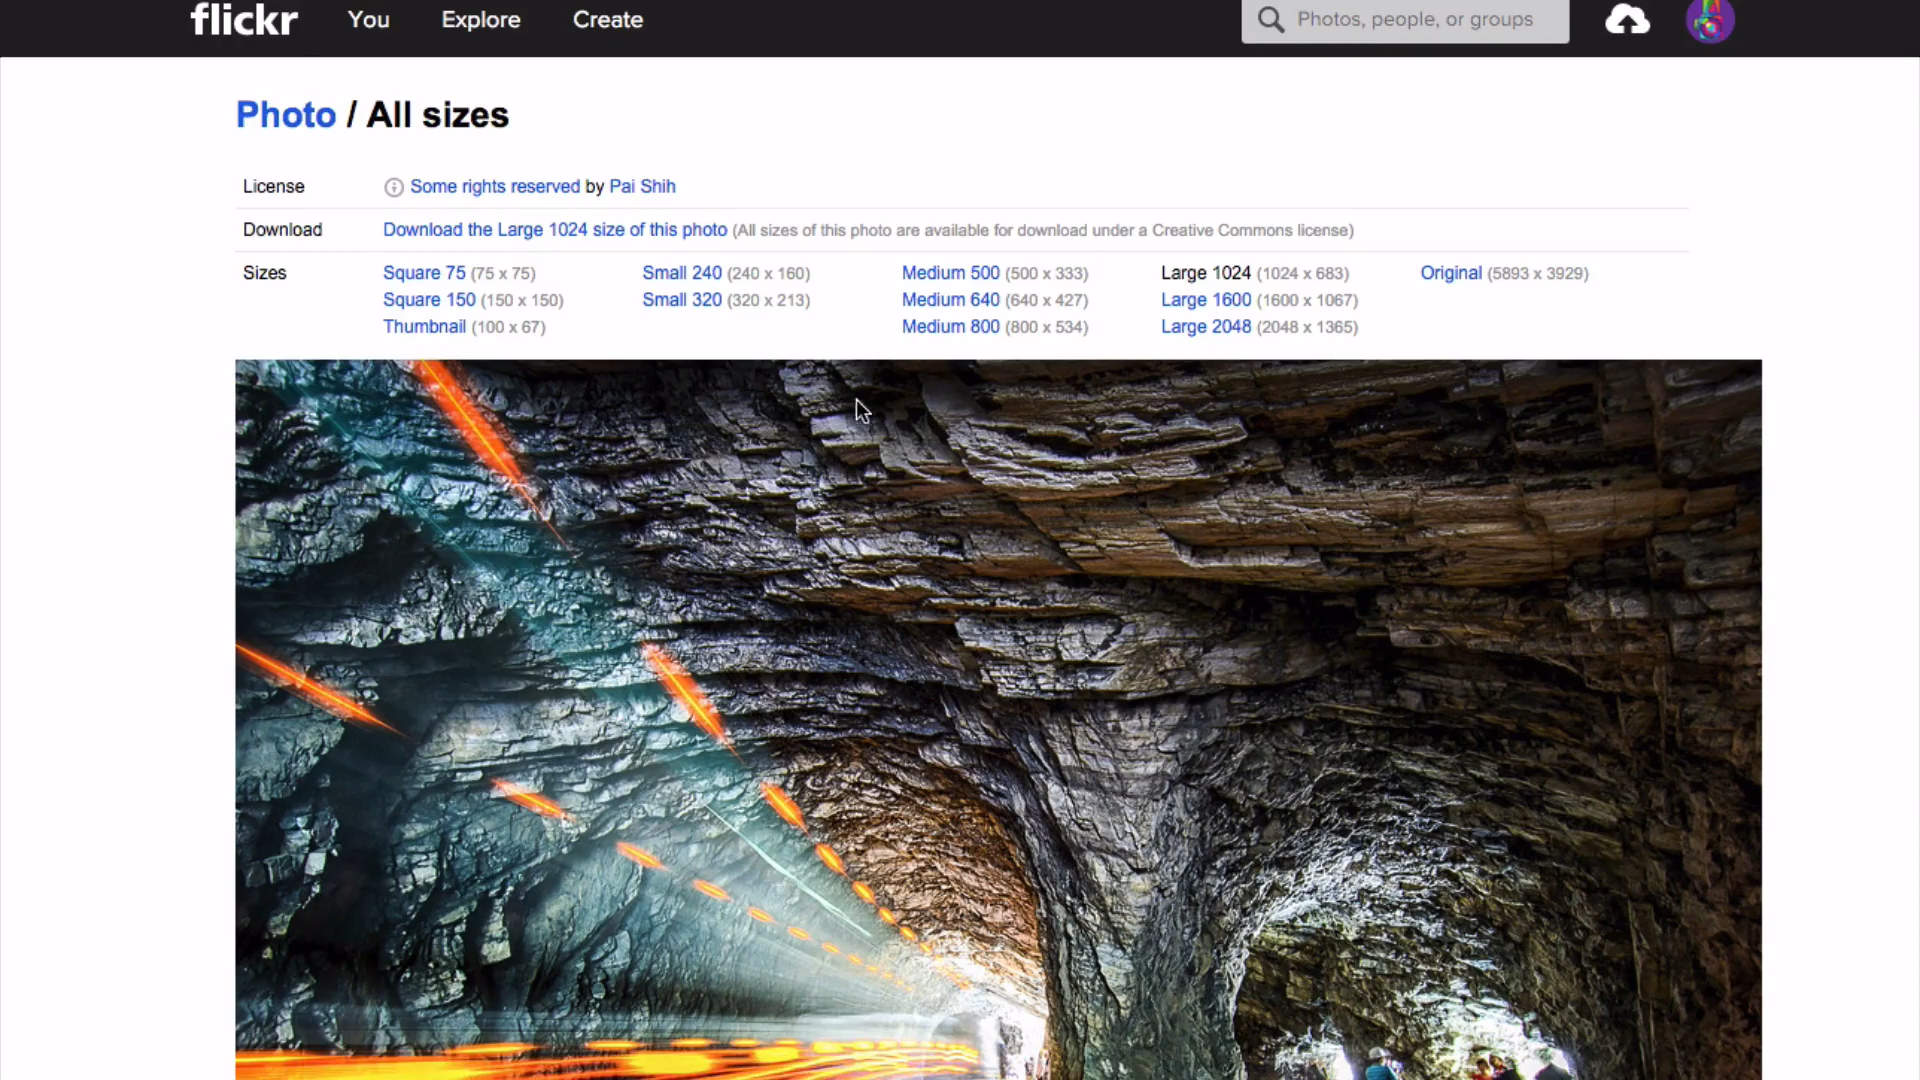 flickr You Explore Create Photos, people, or groups
Photo / All sizes
License Some rights reserved by Pai Shih
Download Download the Large 1024 size of this photo (All sizes of this photo are available for download under a Creative Commons license)
Sizes Square 75 (75 x 75) Small 240 (240 x 160) Medium 500 (500 x 333) Large 1024 (1024 x 683) Original (5893 x 3929)
Square 150 (150 x 150) Small 320 (320 x 213) Medium 640 (640 x 427) Large 1600 (1600 x 1067)
Thumbnail (100 x 67) Medium 800 (800 x 534) Large 2048 (2048 x 1365)